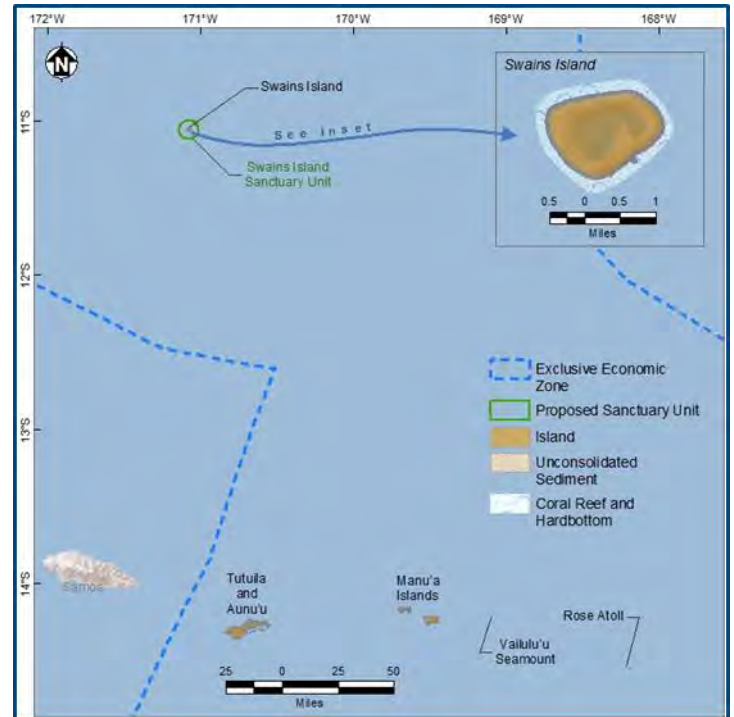 172°W
171°W
170°W
169°W
168°W
N
11°S
12°S
13°S
14°S
Swains Island
See inset
Swains Island
Sanctuary Unit
Swains Island
0.5 0 0.5 1
Miles
Exclusive Economic
Zone
Proposed Sanctuary Unit
Island
Unconsolidated
Sediment
Coral Reef and
Hardbottom
Samoa
Tutuila
and
Aunu'u
Manu'a
Islands
Vailulu'u
Seamount
Rose Atoll
25 0 25 50
Miles